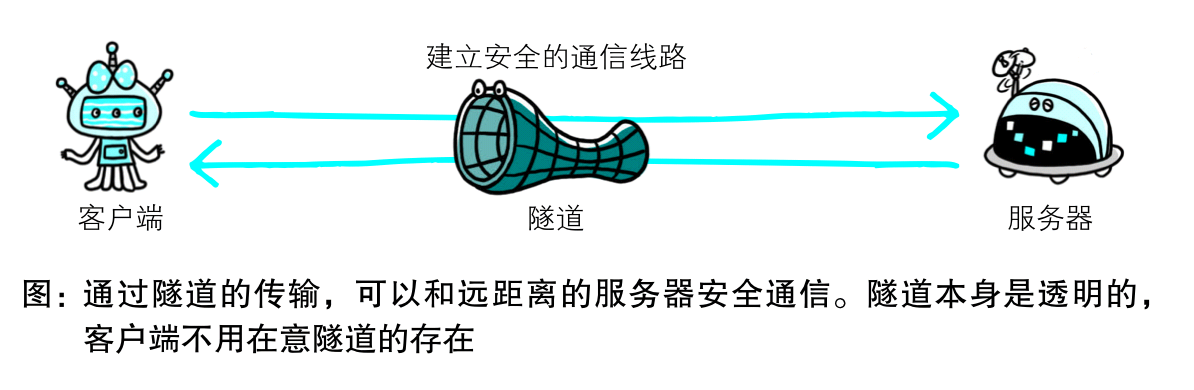 建立安全的通信线路
客户端
隧道
服务器
图：通过隧道的传输，可以和远距离的服务器安全通信。隧道本身是透明的，
客户端不用在意隧道的存在